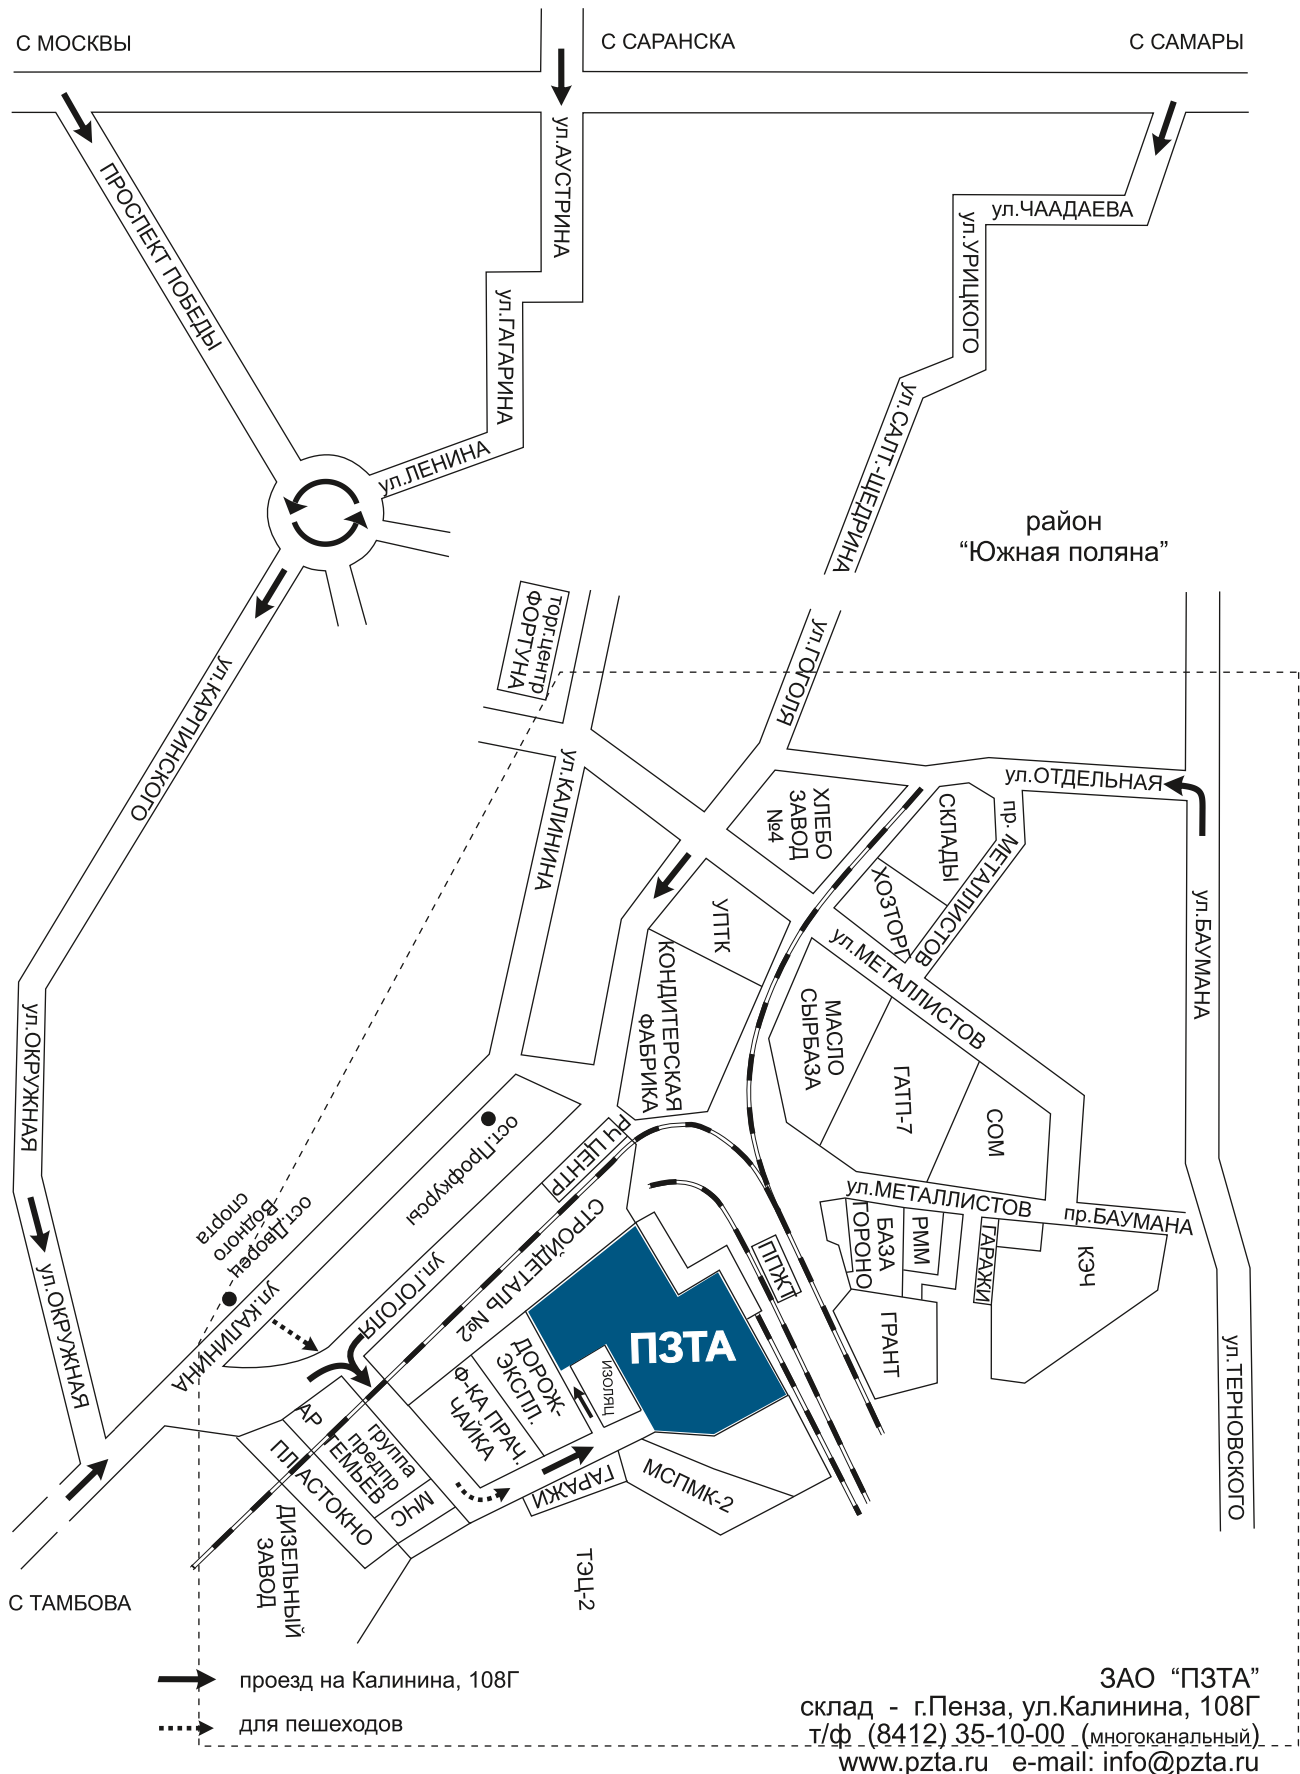 С МОСКВЫ
С САРАНСКА
С САМАРЫ
ПРОСПЕКТ ПОБЕДЫ
ул.АУСТРИНА
ул.ЧААДАЕВА
ул.УРИЦКОГО
ул.ГАГАРИНА
ул.ЛЕНИНА
ул.САЛТ.-ЩЕДРИНА
район
“Южная поляна”
торг.центр
ФОРТУНА
ул.ГОГОЛЯ
ул.КАРПИНСКОГО
ул.КАЛИНИНА
ул.ОТДЕЛЬНАЯ
ХЛЕБО
ЗАВОД
№4
СКЛАДЫ
пр. МЕТАЛЛИСТОВ
ХОЗТОРГ
УПТК
ул.МЕТАЛЛИСТОВ
ул.БАУМАНА
КОНДИТЕРСКАЯ
ФАБРИКА
МАСЛО
СЫРБАЗА
ГАТП-7
СОМ
ул.ОКРУЖНАЯ
ост.Профкурсы
РЧ ЦЕНТР
ул.МЕТАЛЛИСТОВ
пр.БАУМАНА
ост.Дворец
Водного
спорта
СТРОЙДЕТАЛЬ №2
ул.ГОГОЛЯ
ППЖТ
БАЗА
ГОРОНО
РММ
ГАРАЖИ
КЭЧ
ул.ОКРУЖНАЯ
ул.КАЛИНИНА
ПЗТА
ГРАНТ
ДОРОЖ-
ЭКСПЛ.
ИЗОЛЯЦ
Ф-КА ПРАЧ.
ЧАЙКА
ул.ТЕРНОВСКОГО
группа
предпр
АР ТЕМЬЕВ
МЧС
ПЛАСТОКНО
ГАРАЖИ
МСПМК-2
ДИЗЕЛЬНЫЙ
ЗАВОД
ТЭЦ-2
С ТАМБОВА
проезд на Калинина, 108Г
для пешеходов
ЗАО “ПЗТА”
склад - г.Пенза, ул.Калинина, 108Г
т/ф (8412) 35-10-00 (многоканальный)
www.pzta.ru e-mail: info@pzta.ru